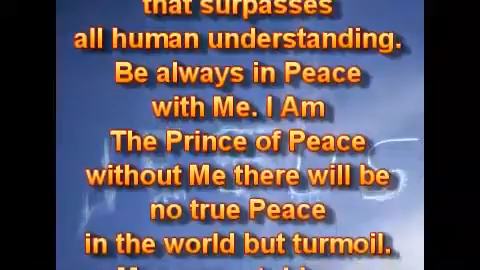 that surpasses
all human understanding.
Be always in Peace
with Me. I Am
The Prince of Peace
without Me there will be
no true Peace
in the world but turmoil.